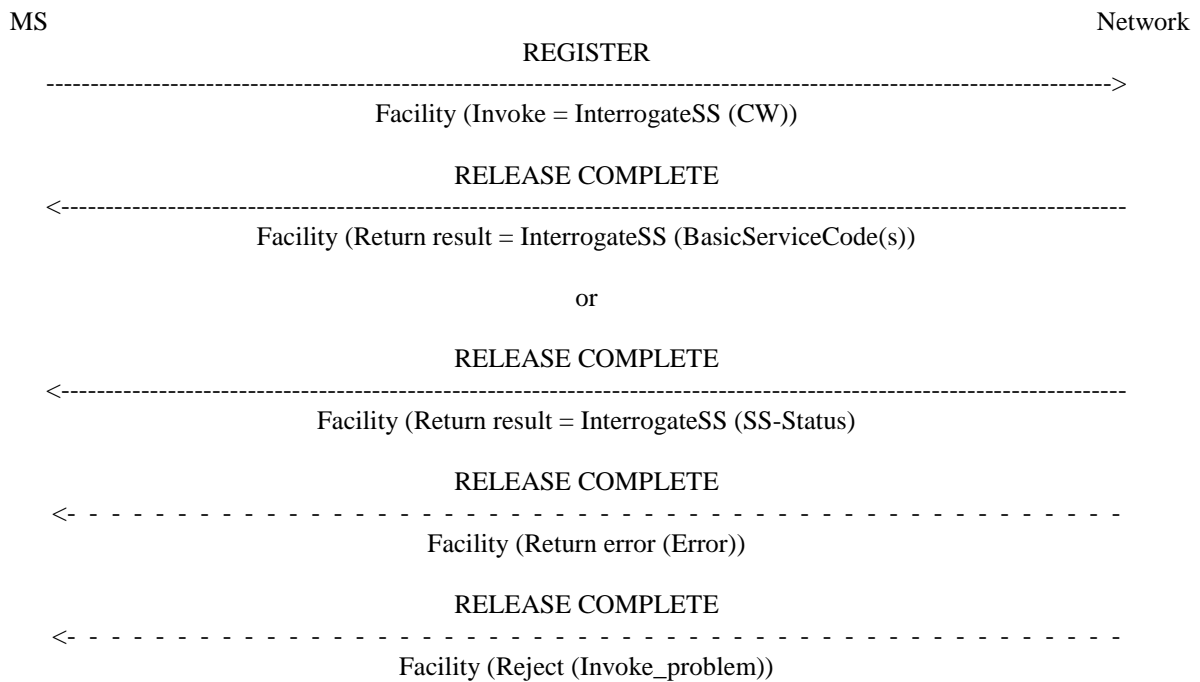 MS Network
REGISTER
Facility (Invoke = InterrogateSS (CW))
RELEASE COMPLETE
Facility (Return result = InterrogateSS (BasicServiceCode(s))
or
RELEASE COMPLETE
Facility (Return result = InterrogateSS (SS-Status)
RELEASE COMPLETE
Facility (Return error (Error))
RELEASE COMPLETE
Facility (Reject (Invoke_problem))